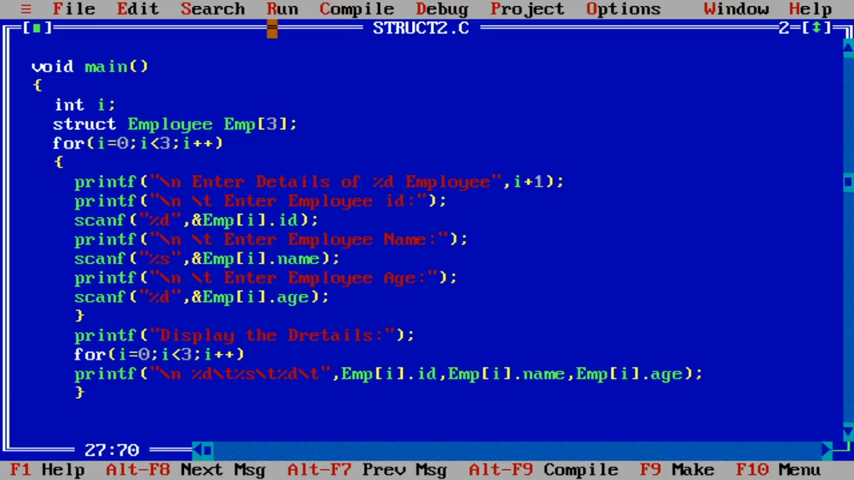 ≡ File Edit Search Run Compile Debug Project Options Window Help
STRUCT2.C 2=[↕]
void main()
{
int i;
struct Employee Emp[3];
for(i=0;i<3;i++)
{
printf("\n Enter Details of %d Employee",i+1);
printf("\n \t Enter Employee id:");
scanf("%d",&Emp[i].id);
printf("\n \t Enter Employee Name:");
scanf("%s",&Emp[i].name);
printf("\n \t Enter Employee Age:");
scanf("%d",&Emp[i].age);
}
printf("Display the Dretails:");
for(i=0;i<3;i++)
printf("\n %d\t%s\t%d\t",Emp[i].id,Emp[i].name,Emp[i].age);
}
27:70
F1 Help Alt-F8 Next Msg Alt-F7 Prev Msg Alt-F9 Compile F9 Make F10 Menu